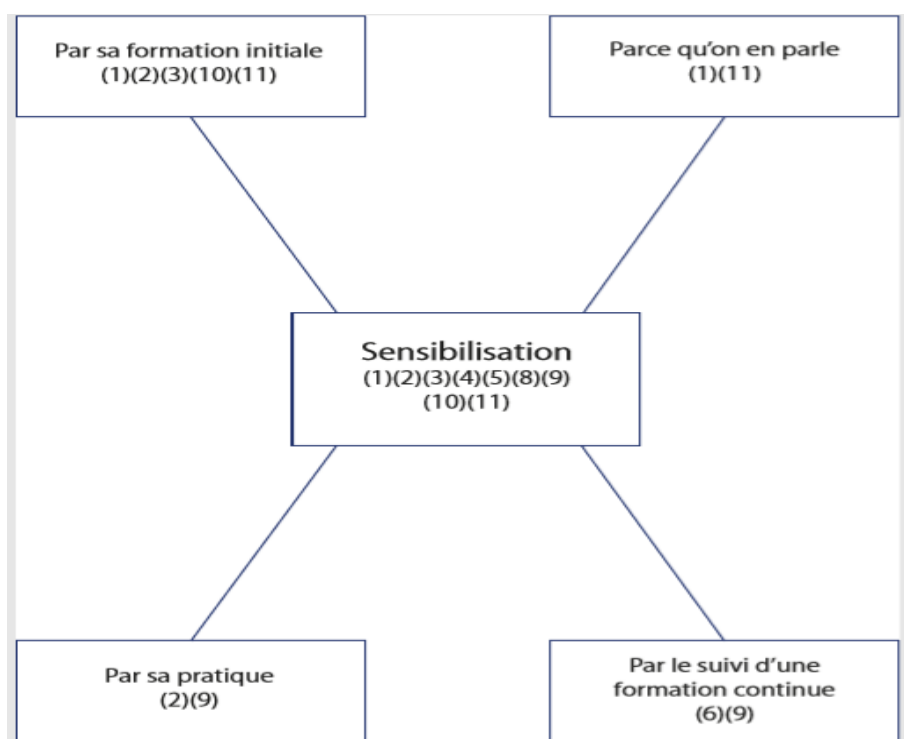 Par sa formation initiale
(1)(2)(3)(10)(11)
Parce qu’on en parle
(1)(11)
Sensibilisation
(1)(2)(3)(4)(5)(8)(9)
(10)(11)
Par sa pratique
(2)(9)
Par le suivi d’une
formation continue
(6)(9)